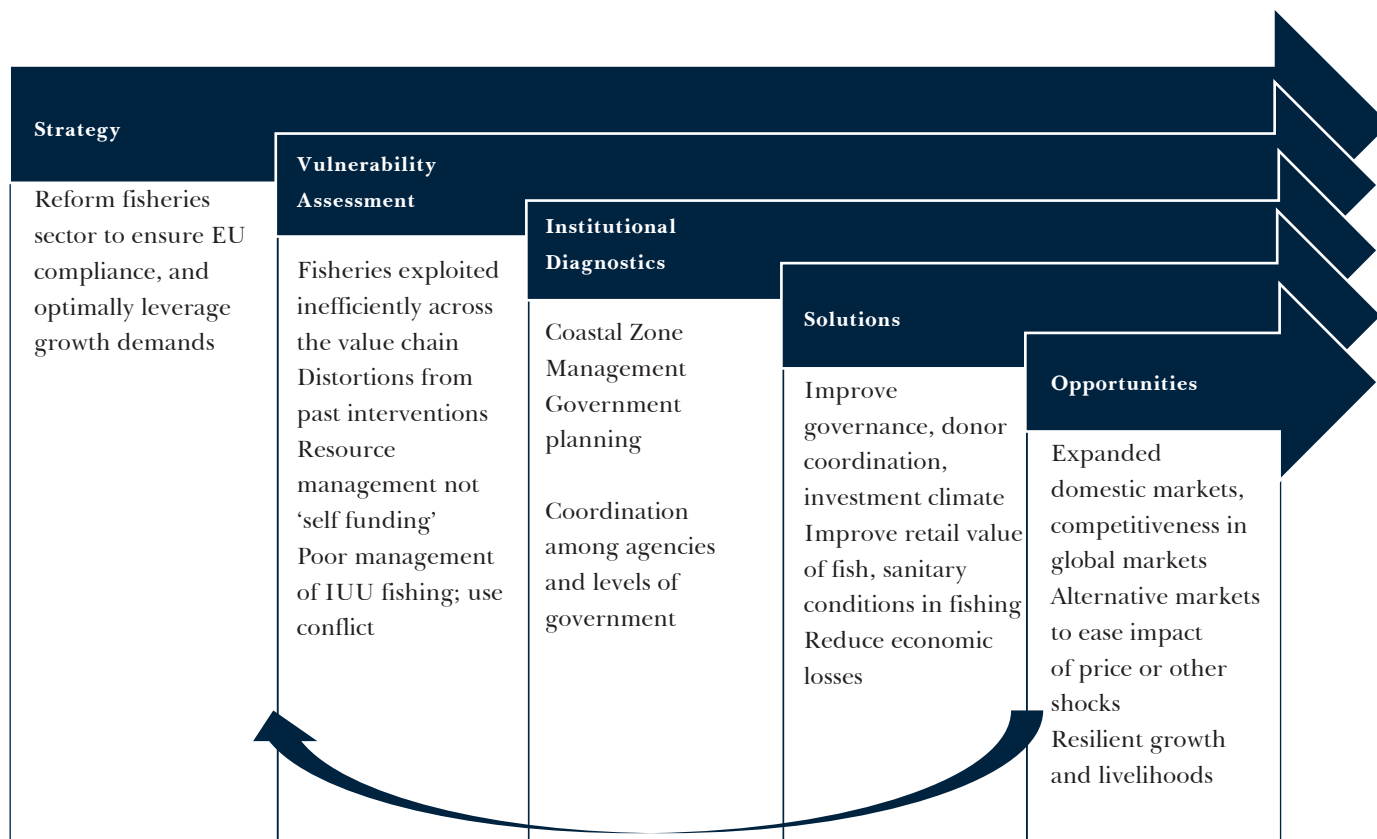 Strategy
Reform fisheries
sector to ensure EU
compliance, and
optimally leverage
growth demands
Vulnerability
Assessment
Fisheries exploited
inefficiently across
the value chain
Distortions from
past interventions
Resource
management not
‘self funding’
Poor management
of IUU fishing; use
conflict
Institutional
Diagnostics
Coastal Zone
Management
Government
planning
Coordination
among agencies
and levels of
government
Solutions
Improve
governance, donor
coordination,
investment climate
Improve retail value
of fish, sanitary
conditions in fishing
Reduce economic
losses
Opportunities
Expanded
domestic markets,
competitiveness in
global markets
Alternative markets
to ease impact
of price or other
shocks
Resilient growth
and livelihoods